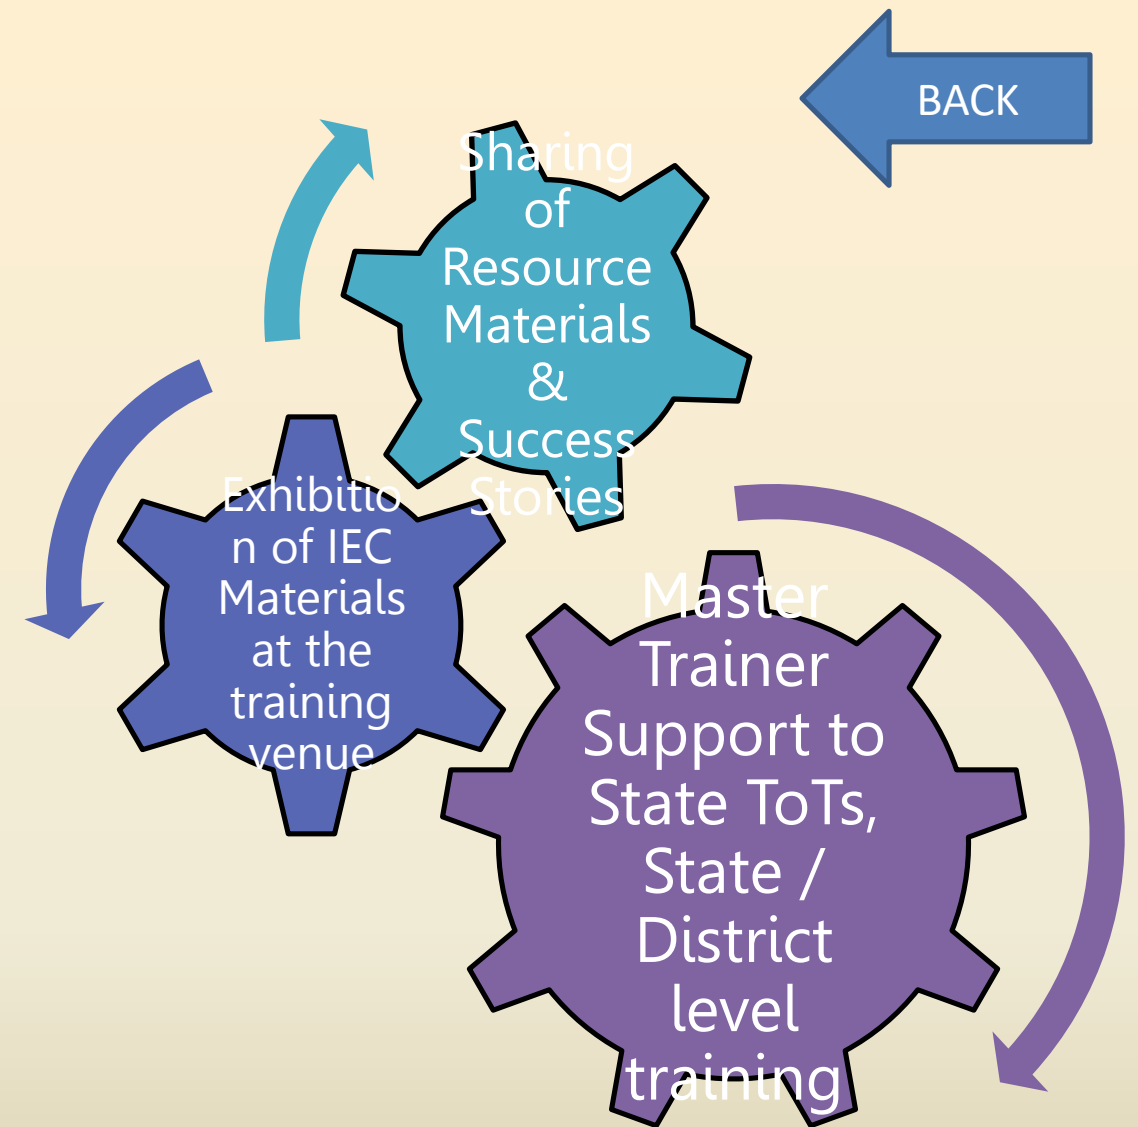 BACK
Sharing
of
Resource
Materials
&
Success
Stories
Exhibitio
n of IEC
Materials
at the
training
venue
Master
Trainer
Support to
State ToTs,
State /
District
level
training